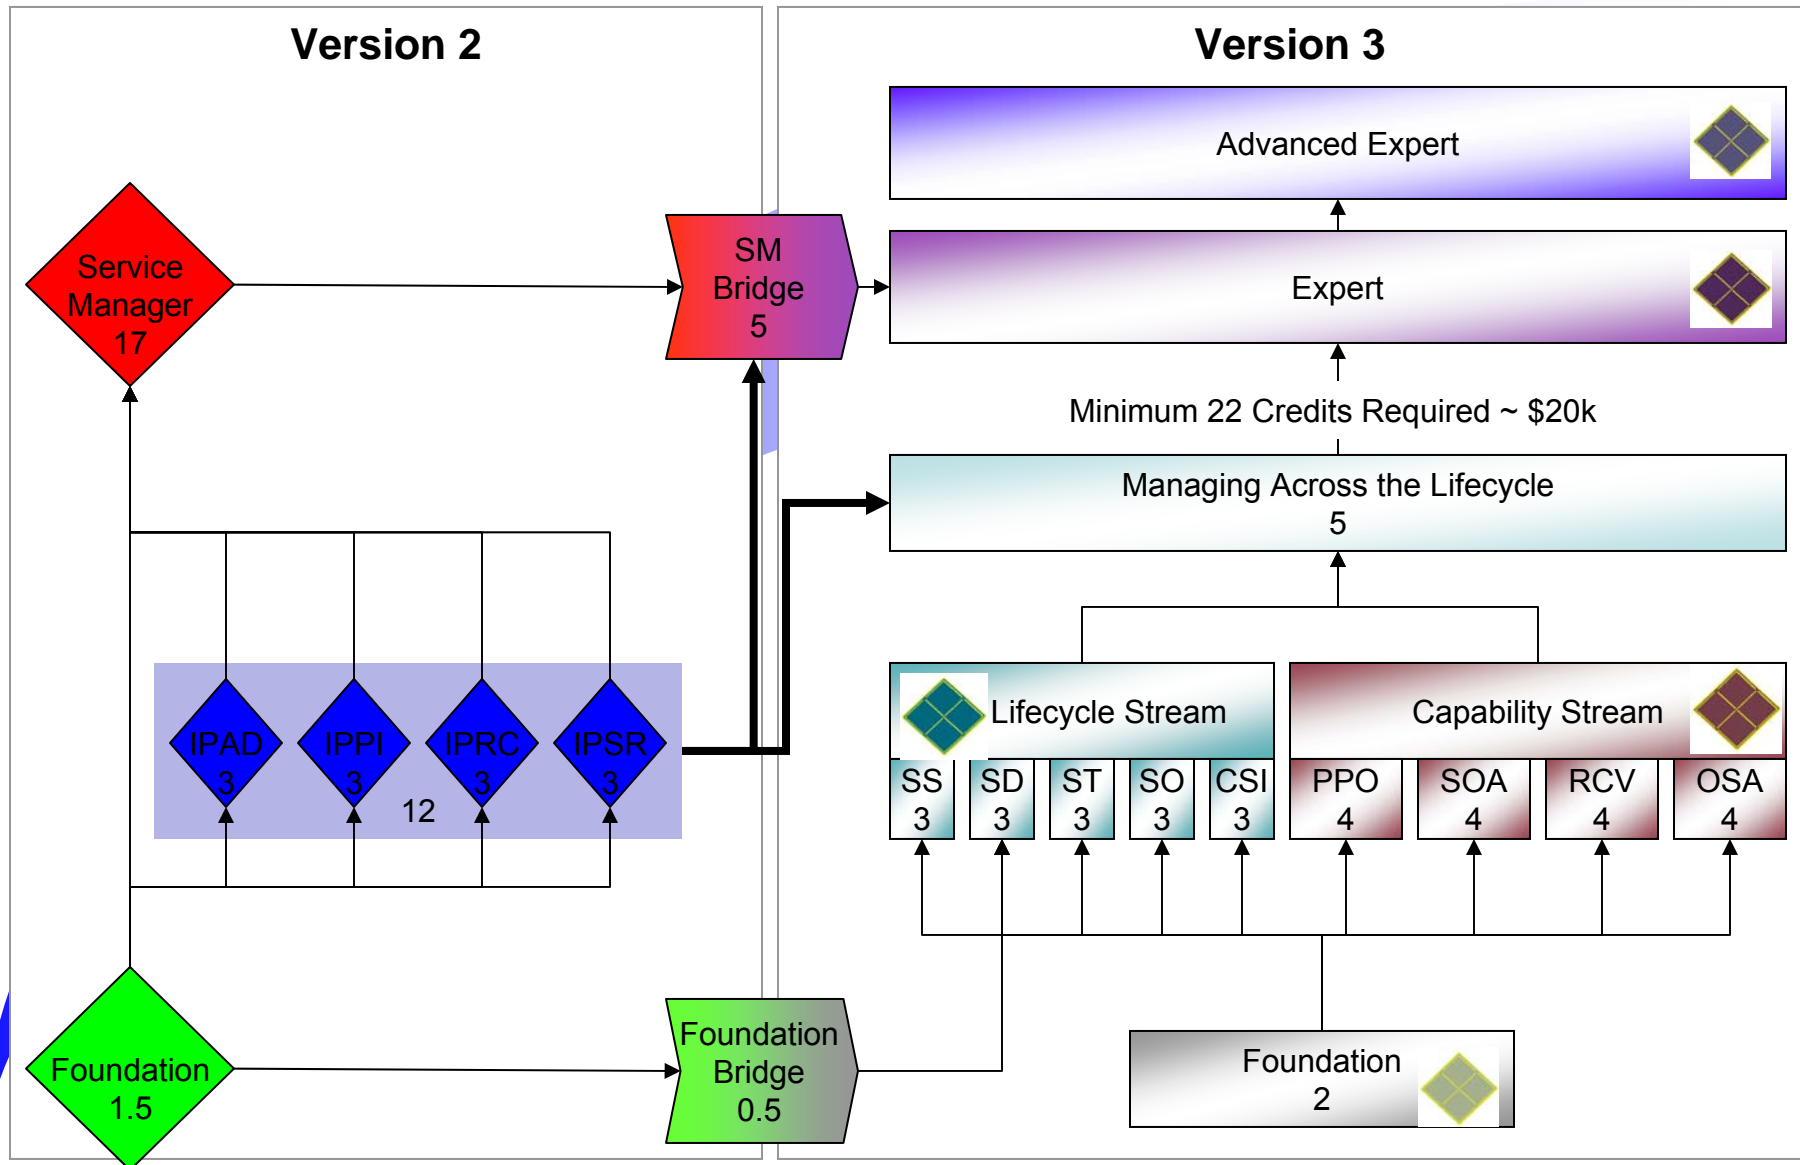 Version 2
Version 3
Advanced Expert
Service
Manager
17
SM
Bridge
5
Expert
Minimum 22 Credits Required ~ $20k
Managing Across the Lifecycle
5
IPAD
3
IPPI
3
IPRC
3
IPSR
3
12
Lifecycle Stream
Capability Stream
SS
3
SD
3
ST
3
SO
3
CSI
3
PPO
4
SOA
4
RCV
4
OSA
4
Foundation
1.5
Foundation
Bridge
0.5
Foundation
2